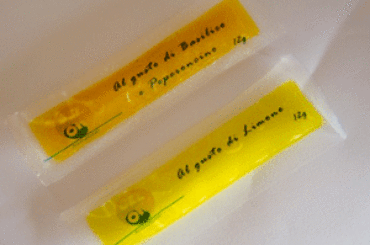 Al gusto di Basilico
e Peperoncino 12g
Al gusto di Limone
12g